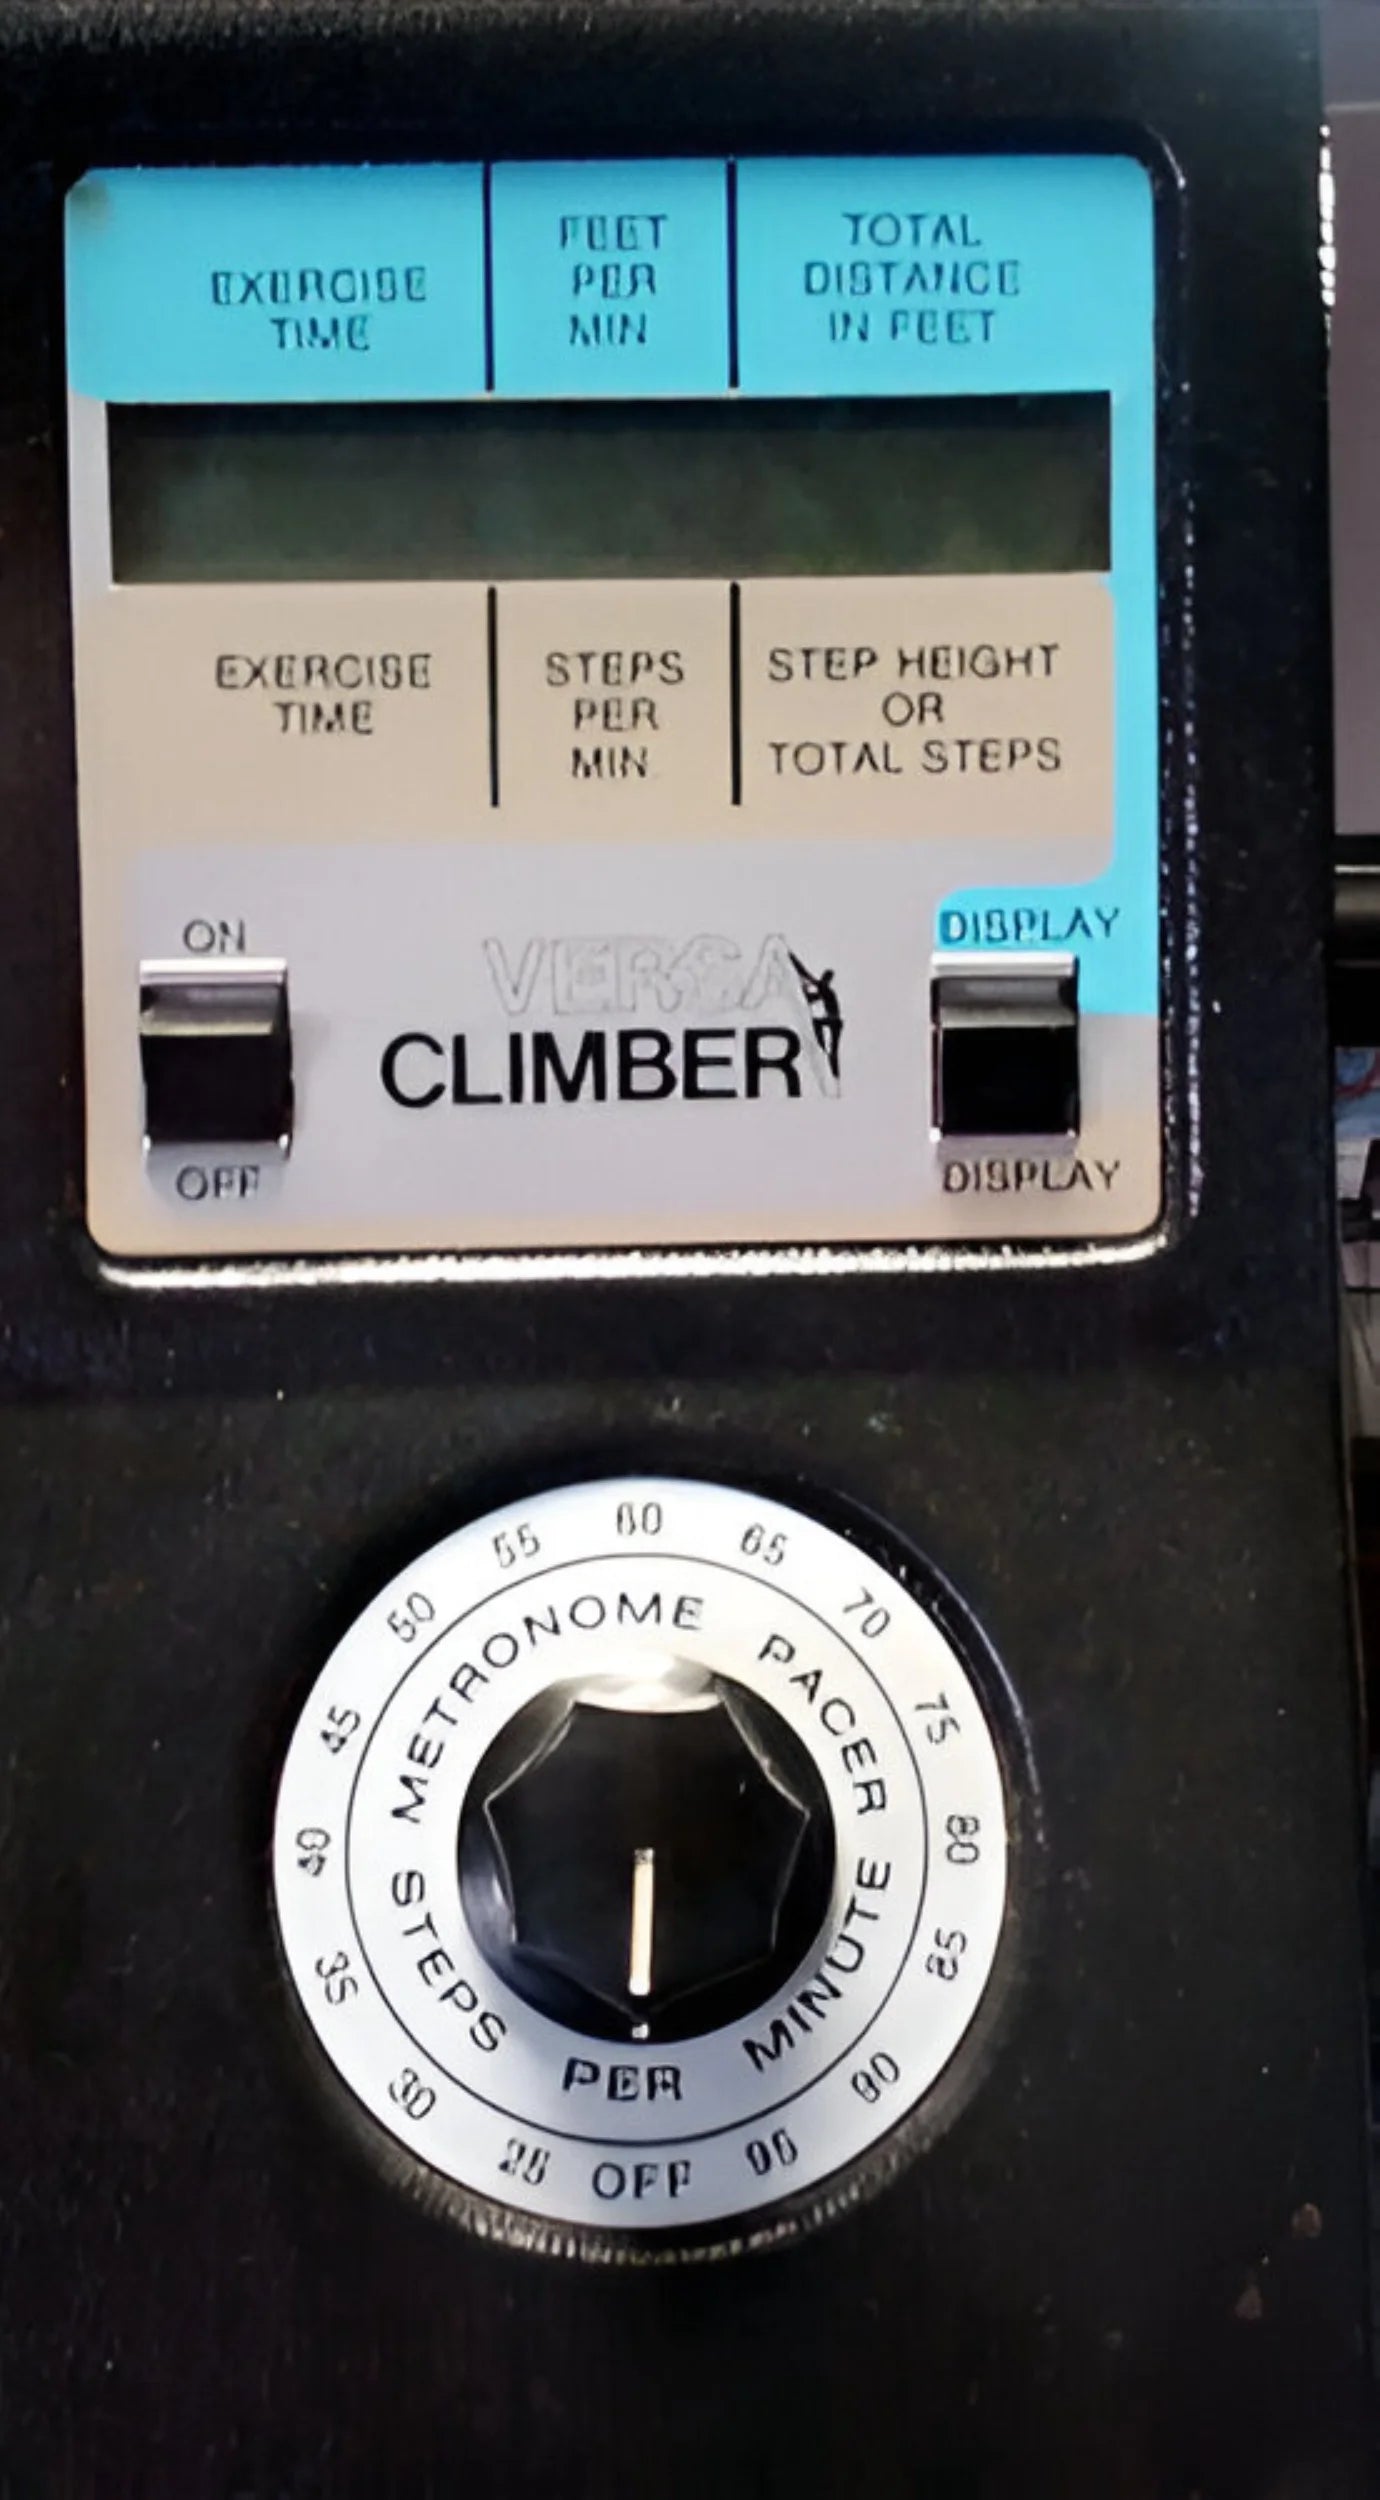 EXERCISE
TIME
FEET
PER
MIN
TOTAL
DISTANCE
IN FEET
EXERCISE
TIME
STEPS
PER
MIN
STEP HEIGHT
OR
TOTAL STEPS
ON
OFF
VERSA
CLIMBER
DISPLAY
DISPLAY
METRONOME PACER
STEPS PER MINUTE
OFF
25
30
35
40
45
50
55
60
65
70
75
80
85
90
95